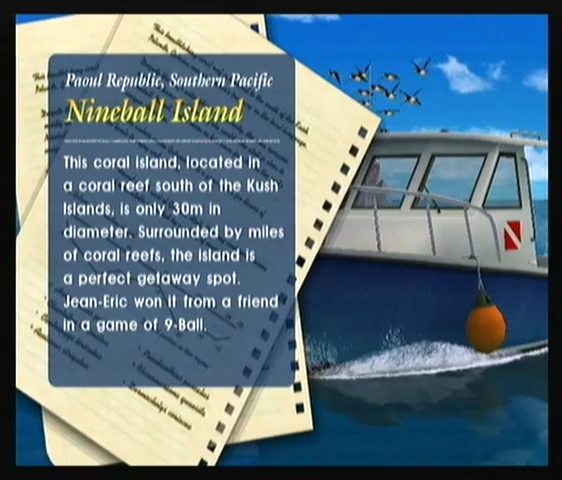 Paoul Republic, Southern Pacific
Nineball Island
This coral island, located in
a coral reef south of the Kush
Islands, is only 30m in
diameter. Surrounded by miles
of coral reefs, the island is
a perfect getaway spot.
Jean-Eric won it from a friend
in a game of 9-Ball.